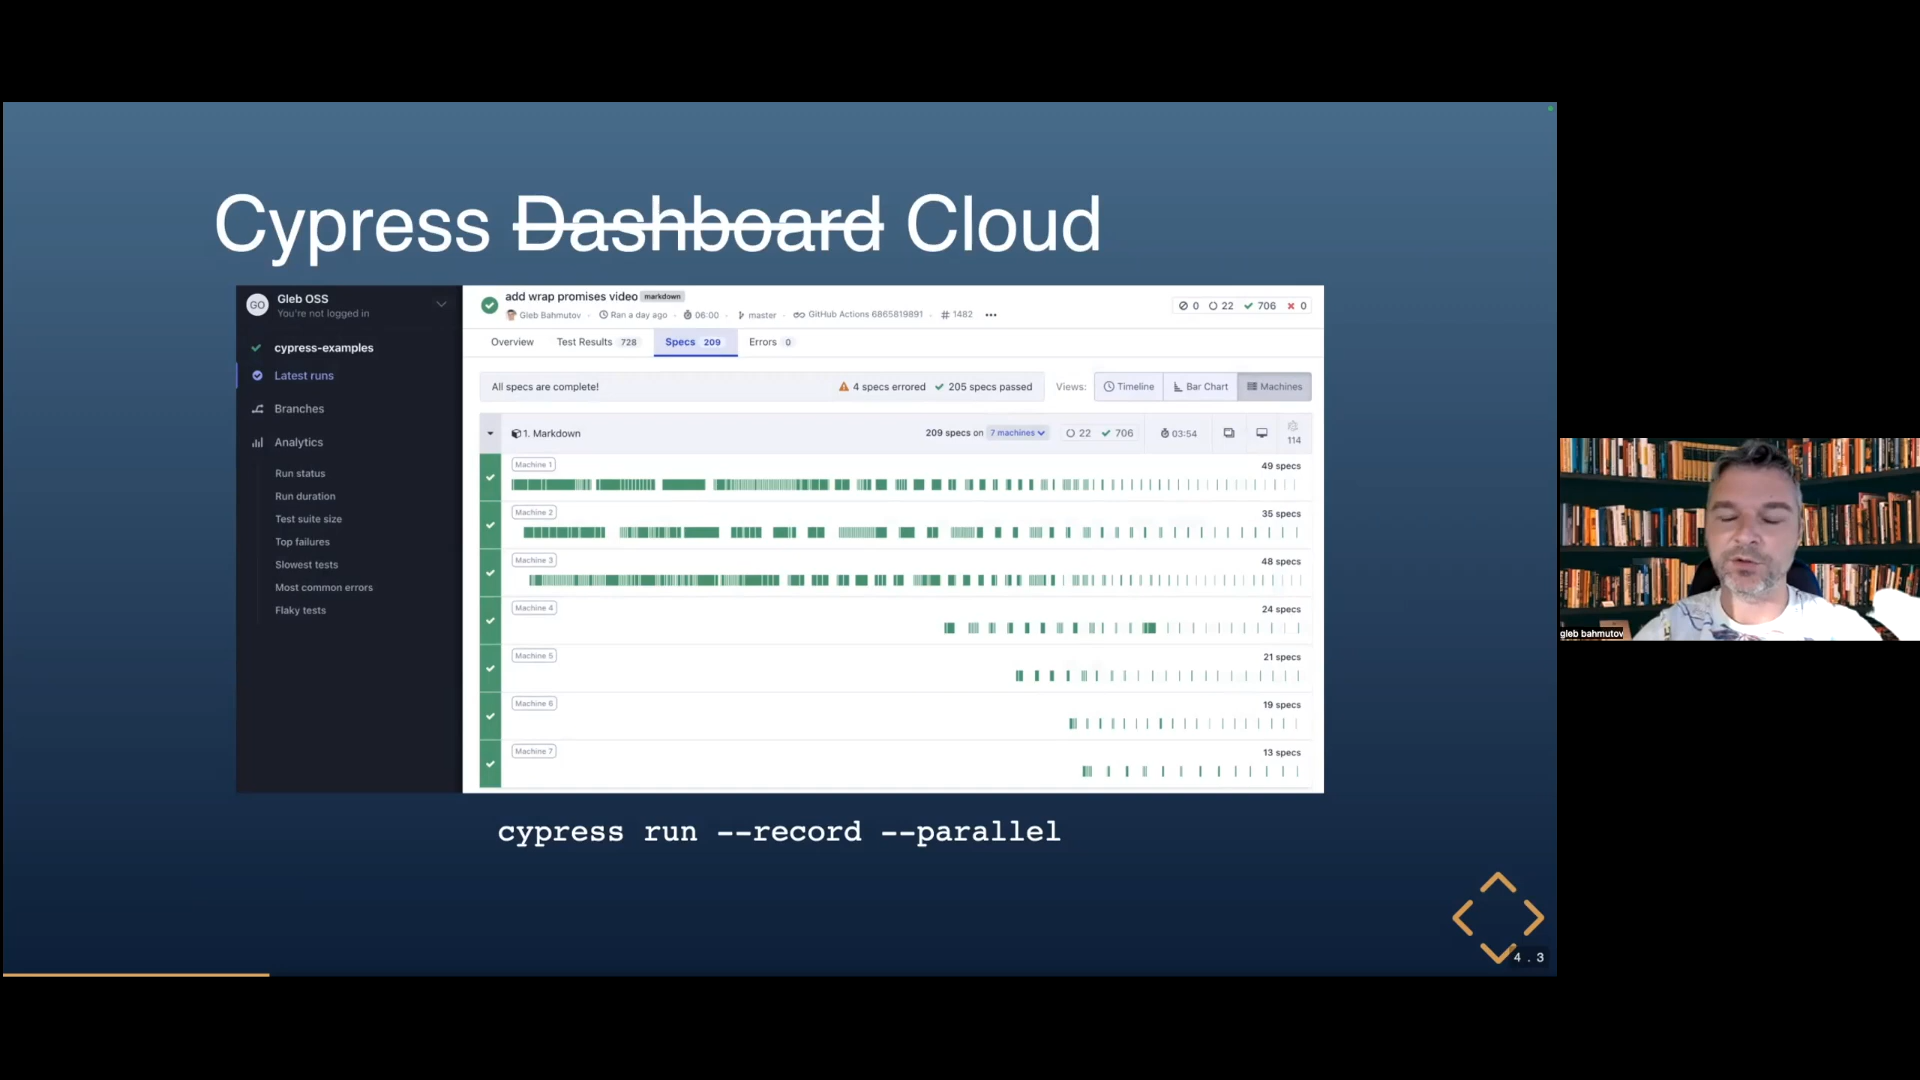 Cypress Dashboard Cloud
GO
Gleb OSS
You're not logged in
cypress-examples
Latest runs
Branches
Analytics
Run status
Run duration
Test suite size
Top failures
Slowest tests
Most common errors
Flaky tests
add wrap promises video markdown
0 22 706 0
Gleb Bahmutov Ran a day ago 06:00 master GitHub Actions 6865819891 # 1482 •••
Overview Test Results 728 Specs 209 Errors 0
All specs are complete! 4 specs errored 205 specs passed Views: Timeline Bar Chart Machines
1. Markdown 209 specs on 7 machines 22 706 03:54 114
Machine 1 49 specs
Machine 2 35 specs
Machine 3 48 specs
Machine 4 24 specs
Machine 5 21 specs
Machine 6 19 specs
Machine 7 13 specs
cypress run --record --parallel
4 . 3
gleb bahmutov